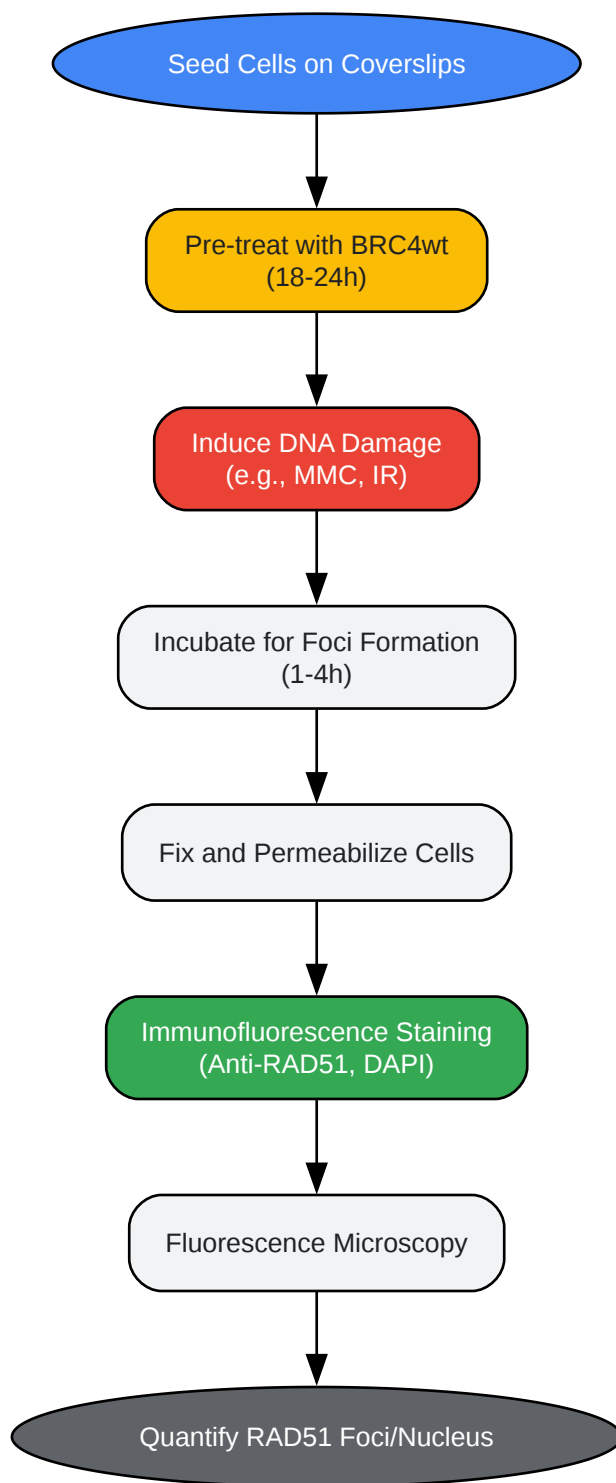 Seed Cells on Coverslips
Pre-treat with BRC4wt
(18-24h)
Induce DNA Damage
(e.g., MMC, IR)
Incubate for Foci Formation
(1-4h)
Fix and Permeabilize Cells
Immunofluorescence Staining
(Anti-RAD51, DAPI)
Fluorescence Microscopy
Quantify RAD51 Foci/Nucleus